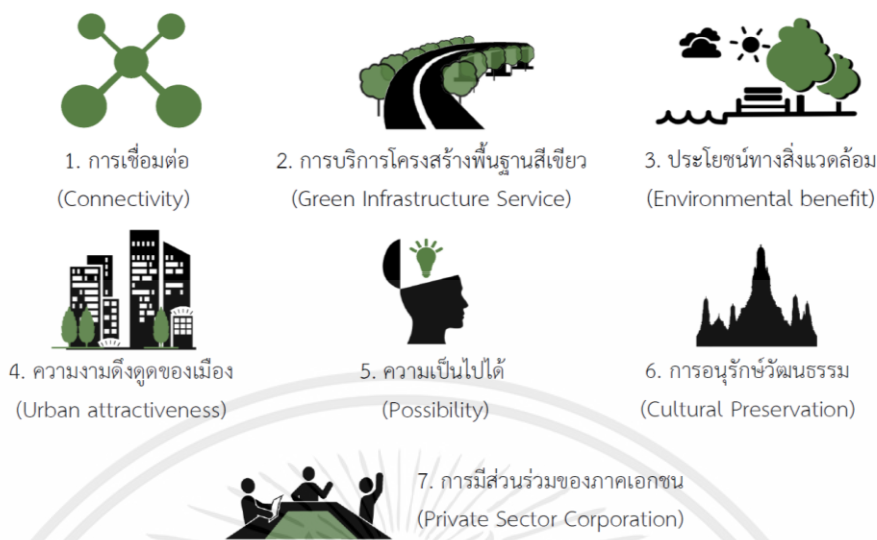 1. การเชื่อมต่อ
(Connectivity)
2. การบริการโครงสร้างพื้นฐานสีเขียว
(Green Infrastructure Service)
3. ประโยชน์ทางสิ่งแวดล้อม
(Environmental benefit)
4. ความงามดึงดูดของเมือง
(Urban attractiveness)
5. ความเป็นไปได้
(Possibility)
6. การอนุรักษ์วัฒนธรรม
(Cultural Preservation)
7. การมีส่วนร่วมของภาคเอกชน
(Private Sector Corporation)